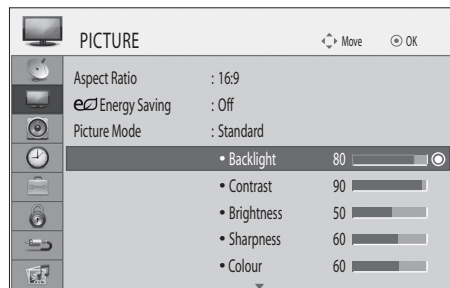 PICTURE Move OK
Aspect Ratio : 16:9
e Energy Saving : Off
Picture Mode : Standard
• Backlight 80
• Contrast 90
• Brightness 50
• Sharpness 60
• Colour 60